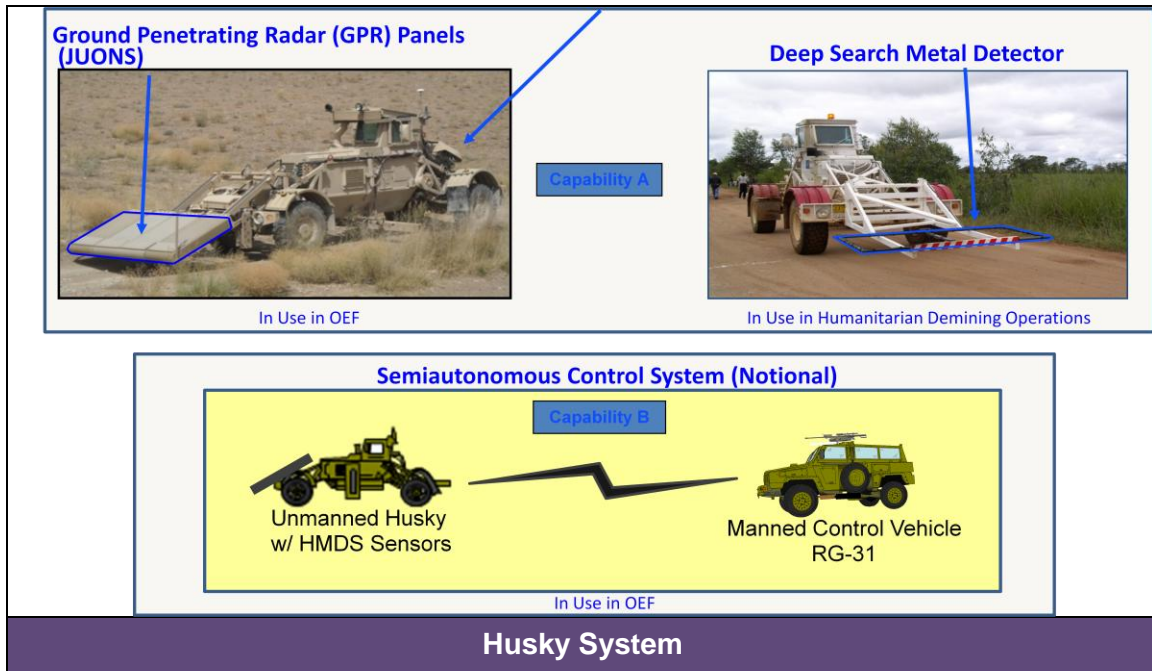 Ground Penetrating Radar (GPR) Panels
(JUONS)
Deep Search Metal Detector
Capability A
In Use in OEF
In Use in Humanitarian Demining Operations
Semiautonomous Control System (Notional)
Capability B
Unmanned Husky
w/ HMDS Sensors
Manned Control Vehicle
RG-31
In Use in OEF
Husky System